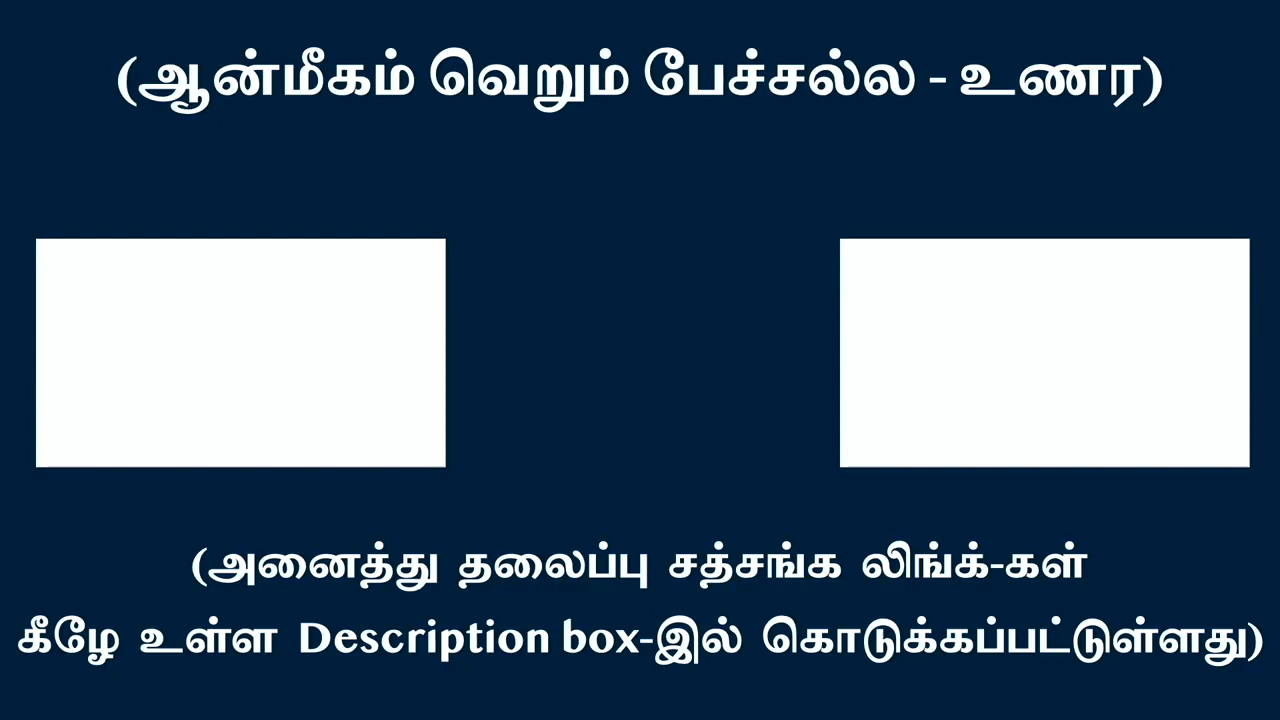 (ஆன்மீகம் வெறும் பேச்சல்ல - உணர)
(அனைத்து தலைப்பு சத்சங்க லிங்க்-கள்
கீழே உள்ள Description box-இல் கொடுக்கப்பட்டுள்ளது)